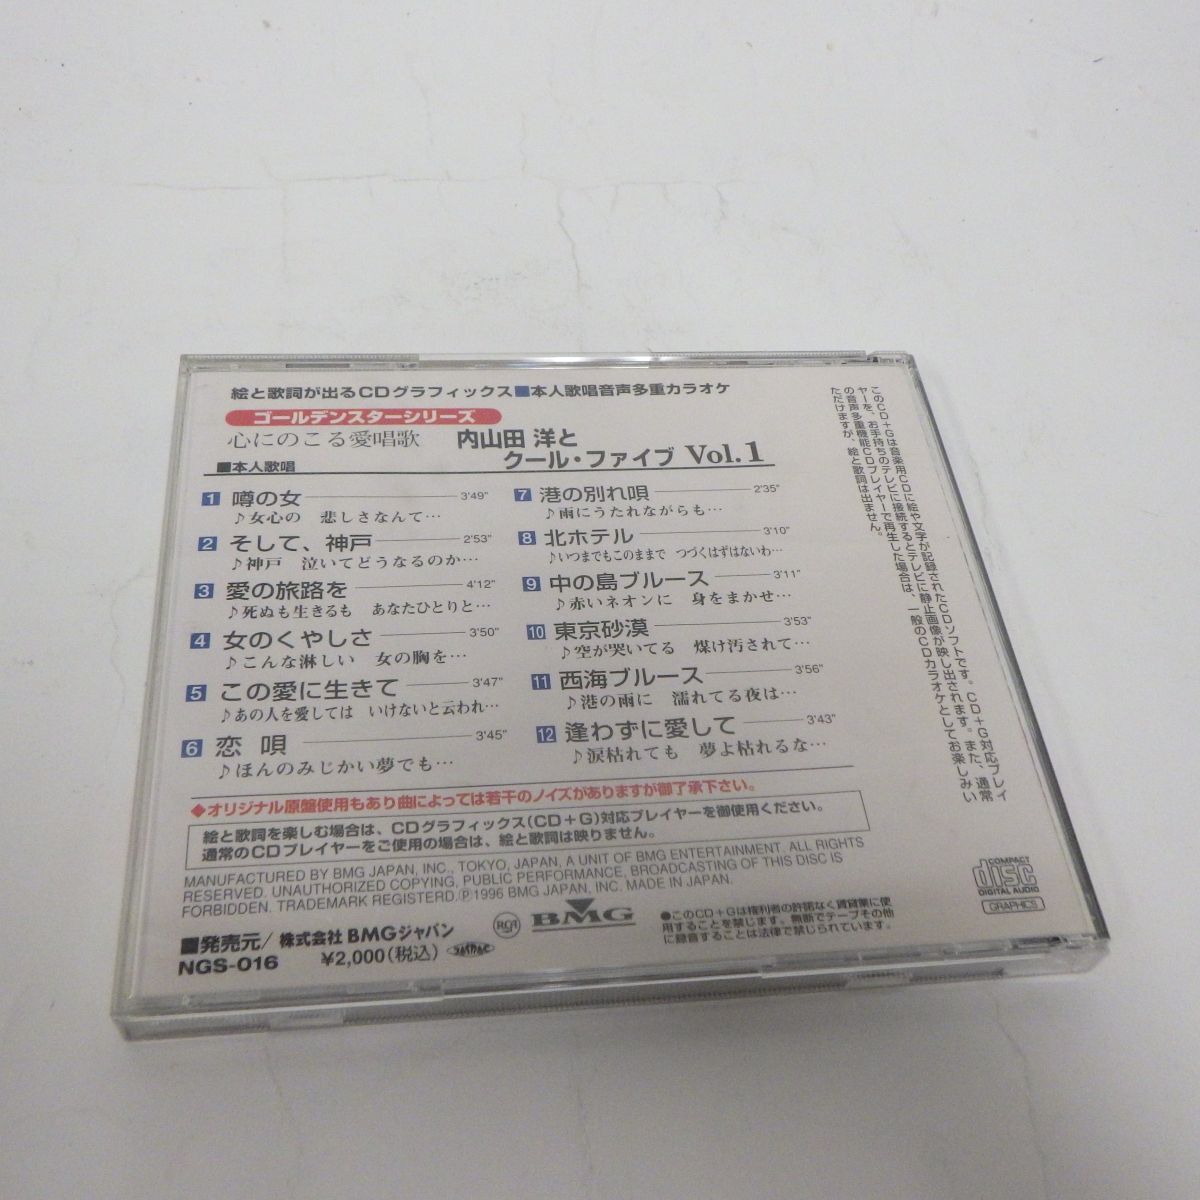 絵と歌詞が出るCDグラフィックス■本人歌唱音声多重カラオケ
ゴールデンスターシリーズ
心にのこる愛唱歌 内山田 洋と
クール・ファイブ Vol.1
■本人歌唱
1 噂の女 3'49"
♪女心の 悲しさなんて…
2 そして、神戸 2'53"
♪神戸 泣いてどうなるのか…
3 愛の旅路を 4'12"
♪死ぬも生きるも あなたひとりと…
4 女のくやしさ 3'50"
♪こんな淋しい 女の胸を…
5 この愛に生きて 3'47"
♪あの人を愛しては いけないと云われ…
6 恋 唄 3'45"
♪ほんのみじかい夢でも…
7 港の別れ唄 2'35"
♪雨にうたれながらも…
8 北ホテル 3'10"
♪いつまでもこのままで つづくはずはないわ…
9 中の島ブルース 3'11"
♪赤いネオンに 身をまかせ…
10 東京砂漠 3'53"
♪空が哭いてる 煤け汚されて…
11 西海ブルース 3'56"
♪港の雨に 濡れてる夜は…
12 逢わずに愛して 3'43"
♪涙枯れても 夢よ枯れるな…
このCD+Gは音楽用CDに絵や文字が記録されたCDソフトです。CD+G対応プレイ
ヤーを、お手持ちのテレビに接続するとテレビに静止画像が映し出されます。また、通常
の音声多重機能CDプレイヤーで再生した場合は、一般のCDカラオケとしてお楽しみい
ただけますが、絵と歌詞は出ません。
◆オリジナル原盤使用もあり曲によっては若干のノイズがありますが御了承下さい。
絵と歌詞を楽しむ場合は、CDグラフィックス(CD+G)対応プレイヤーを御使用ください。
通常のCDプレイヤーをご使用の場合は、絵と歌詞は映りません。
MANUFACTURED BY BMG JAPAN, INC., TOKYO, JAPAN, A UNIT OF BMG ENTERTAINMENT. ALL RIGHTS
RESERVED. UNAUTHORIZED COPYING, PUBLIC PERFORMANCE, BROADCASTING OF THIS DISC IS
FORBIDDEN. TRADEMARK REGISTERD.Ⓟ1996 BMG JAPAN, INC. MADE IN JAPAN.
■発売元/株式会社BMGジャパン
NGS-016 ¥2,000(税込) JASRAC
RCA
BMG
●このCD+Gは権利者の許諾なく賃貸業に使
用することを禁じます。無断でテープその他
に録音することは法律で禁じられています。
COMPACT
disc
DIGITAL AUDIO
GRAPHICS